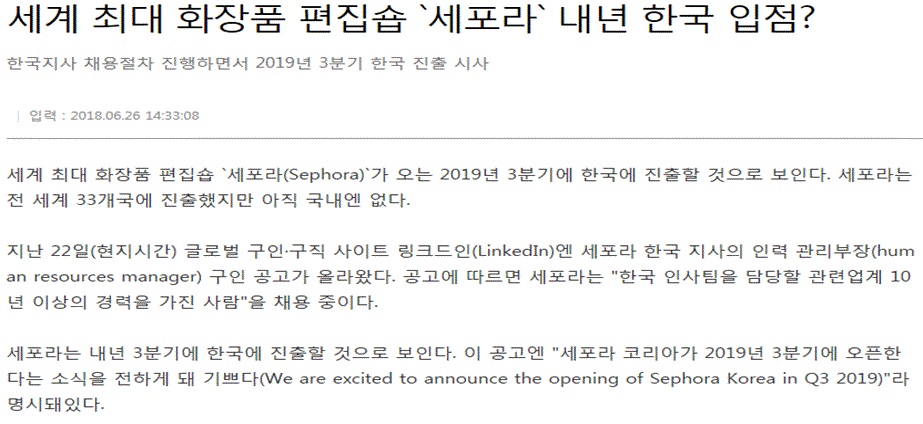 세계 최대 화장품 편집숍 `세포라` 내년 한국 입점?
한국지사 채용절차 진행하면서 2019년 3분기 한국 진출 시사
입력 : 2018.06.26 14:33:08
세계 최대 화장품 편집숍 `세포라(Sephora)`가 오는 2019년 3분기에 한국에 진출할 것으로 보인다. 세포라는
전 세계 33개국에 진출했지만 아직 국내엔 없다.
지난 22일(현지시간) 글로벌 구인·구직 사이트 링크드인(LinkedIn)엔 세포라 한국 지사의 인력 관리부장(hum
an resources manager) 구인 공고가 올라왔다. 공고에 따르면 세포라는 "한국 인사팀을 담당할 관련업계 10
년 이상의 경력을 가진 사람"을 채용 중이다.
세포라는 내년 3분기에 한국에 진출할 것으로 보인다. 이 공고엔 "세포라 코리아가 2019년 3분기에 오픈한
다는 소식을 전하게 돼 기쁘다(We are excited to announce the opening of Sephora Korea in Q3 2019)"라
명시돼있다.